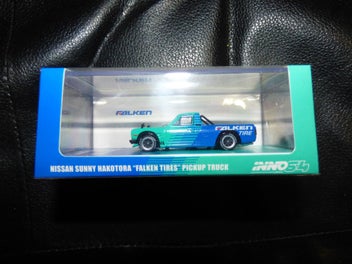 FALKEN
FALKEN
TIRE
NISSAN SUNNY HAKOTORA "FALKEN TIRES" PICKUP TRUCK
INNO64